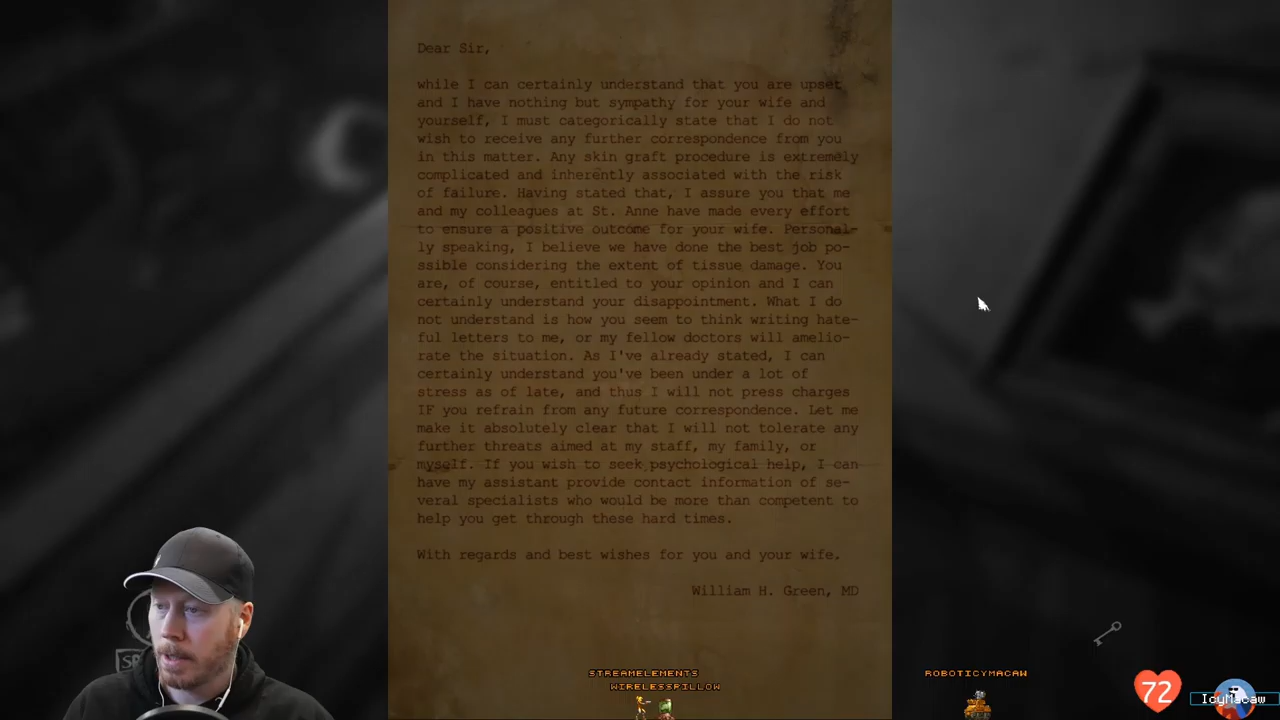 Dear Sir,
while I can certainly understand that you are upset
and I have nothing but sympathy for your wife and
yourself, I must categorically state that I do not
wish to receive any further correspondence from you
in this matter. Any skin graft procedure is extremely
complicated and inherently associated with the risk
of failure. Having stated that, I assure you that me
and my colleagues at St. Anne have made every effort
to ensure a positive outcome for your wife. Personal-
ly speaking, I believe we have done the best job po-
ssible considering the extent of tissue damage. You
are, of course, entitled to your opinion and I can
certainly understand your disappointment. What I do
not understand is how you seem to think writing hate-
ful letters to me, or my fellow doctors will amelio-
rate the situation. As I've already stated, I can
certainly understand you've been under a lot of
stress as of late, and thus I will not press charges
IF you refrain from any future correspondence. Let me
make it absolutely clear that I will not tolerate any
further threats aimed at my staff, my family, or
myself. If you wish to seek psychological help, I can
have my assistant provide contact information of se-
veral specialists who would be more than competent to
help you get through these hard times.
With regards and best wishes for you and your wife.
William H. Green, MD
STREAMELEMENTS
WIRELESSPILLOW
ROBOTICYMACAW
72
IcyMacaw